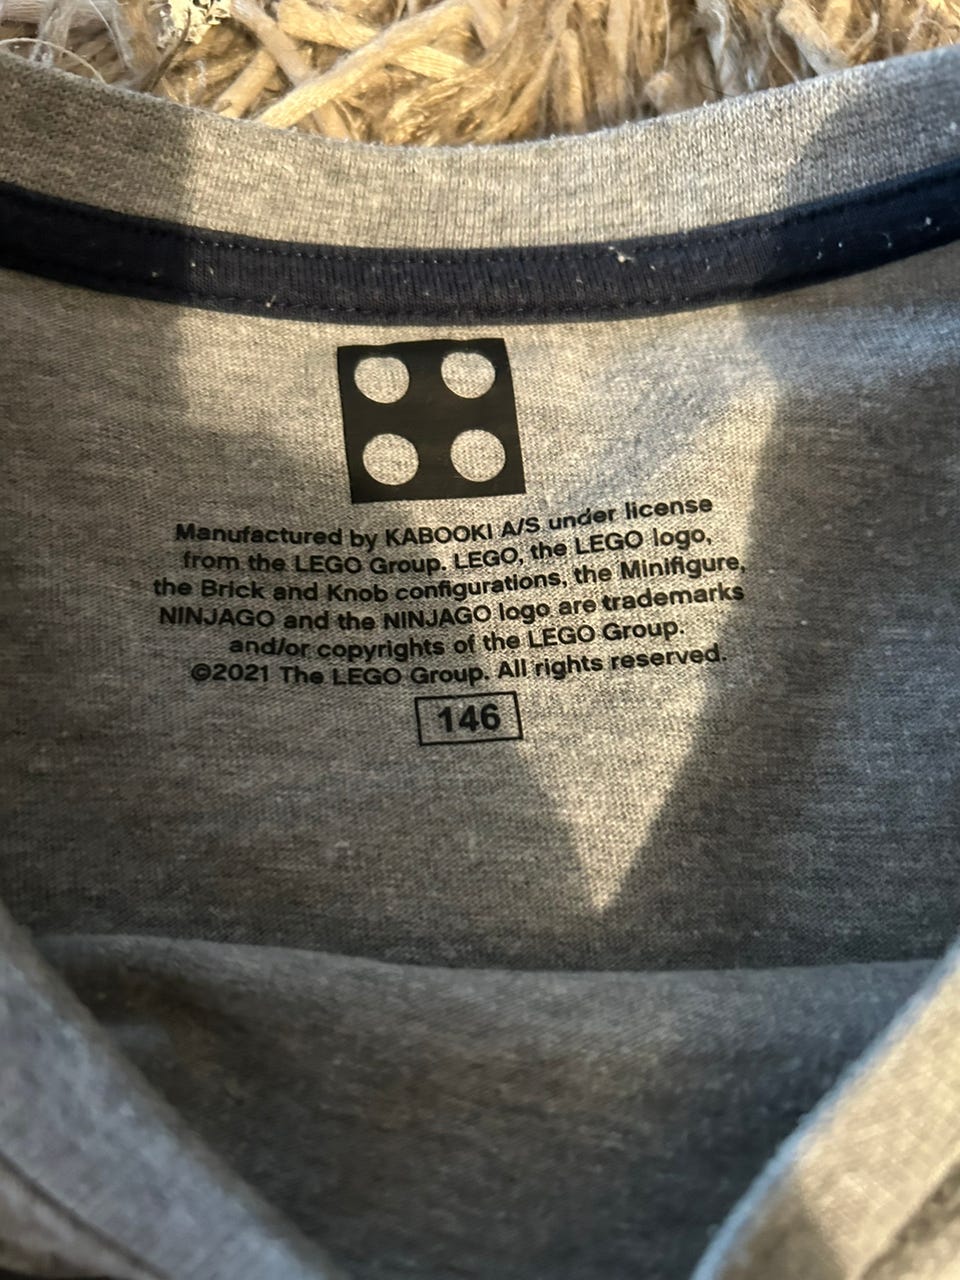 Manufactured by KABOOKI A/S under license
from the LEGO Group. LEGO, the LEGO logo,
the Brick and Knob configurations, the Minifigure,
NINJAGO and the NINJAGO logo are trademarks
and/or copyrights of the LEGO Group.
©2021 The LEGO Group. All rights reserved.
146